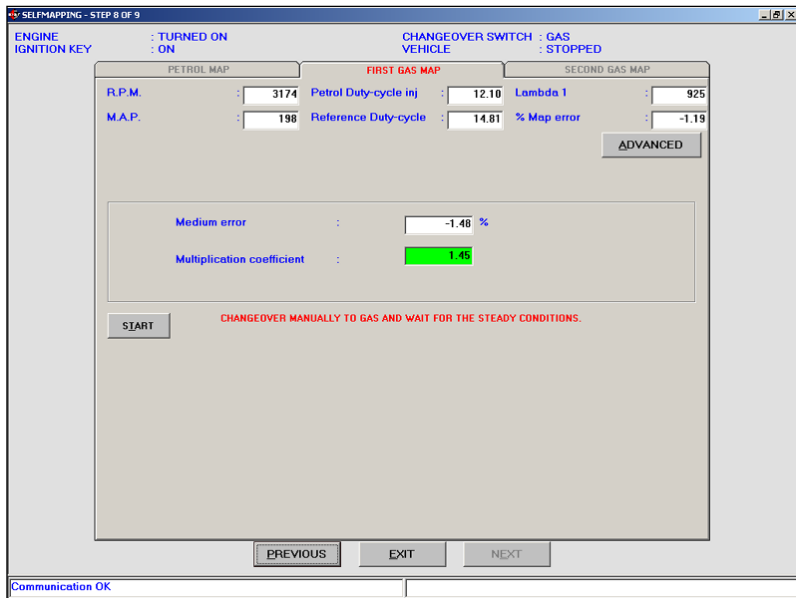 SELFMAPPING - STEP 8 OF 9
ENGINE : TURNED ON CHANGEOVER SWITCH : GAS
IGNITION KEY : ON VEHICLE : STOPPED
PETROL MAP FIRST GAS MAP SECOND GAS MAP
R.P.M. : 3174 Petrol Duty-cycle inj : 12.10 Lambda 1 : 925
M.A.P. : 198 Reference Duty-cycle : 14.81 % Map error : -1.19
ADVANCED
Medium error : -1.48 %
Multiplication coefficient : 1.45
START CHANGEOVER MANUALLY TO GAS AND WAIT FOR THE STEADY CONDITIONS.
PREVIOUS EXIT NEXT
Communication OK